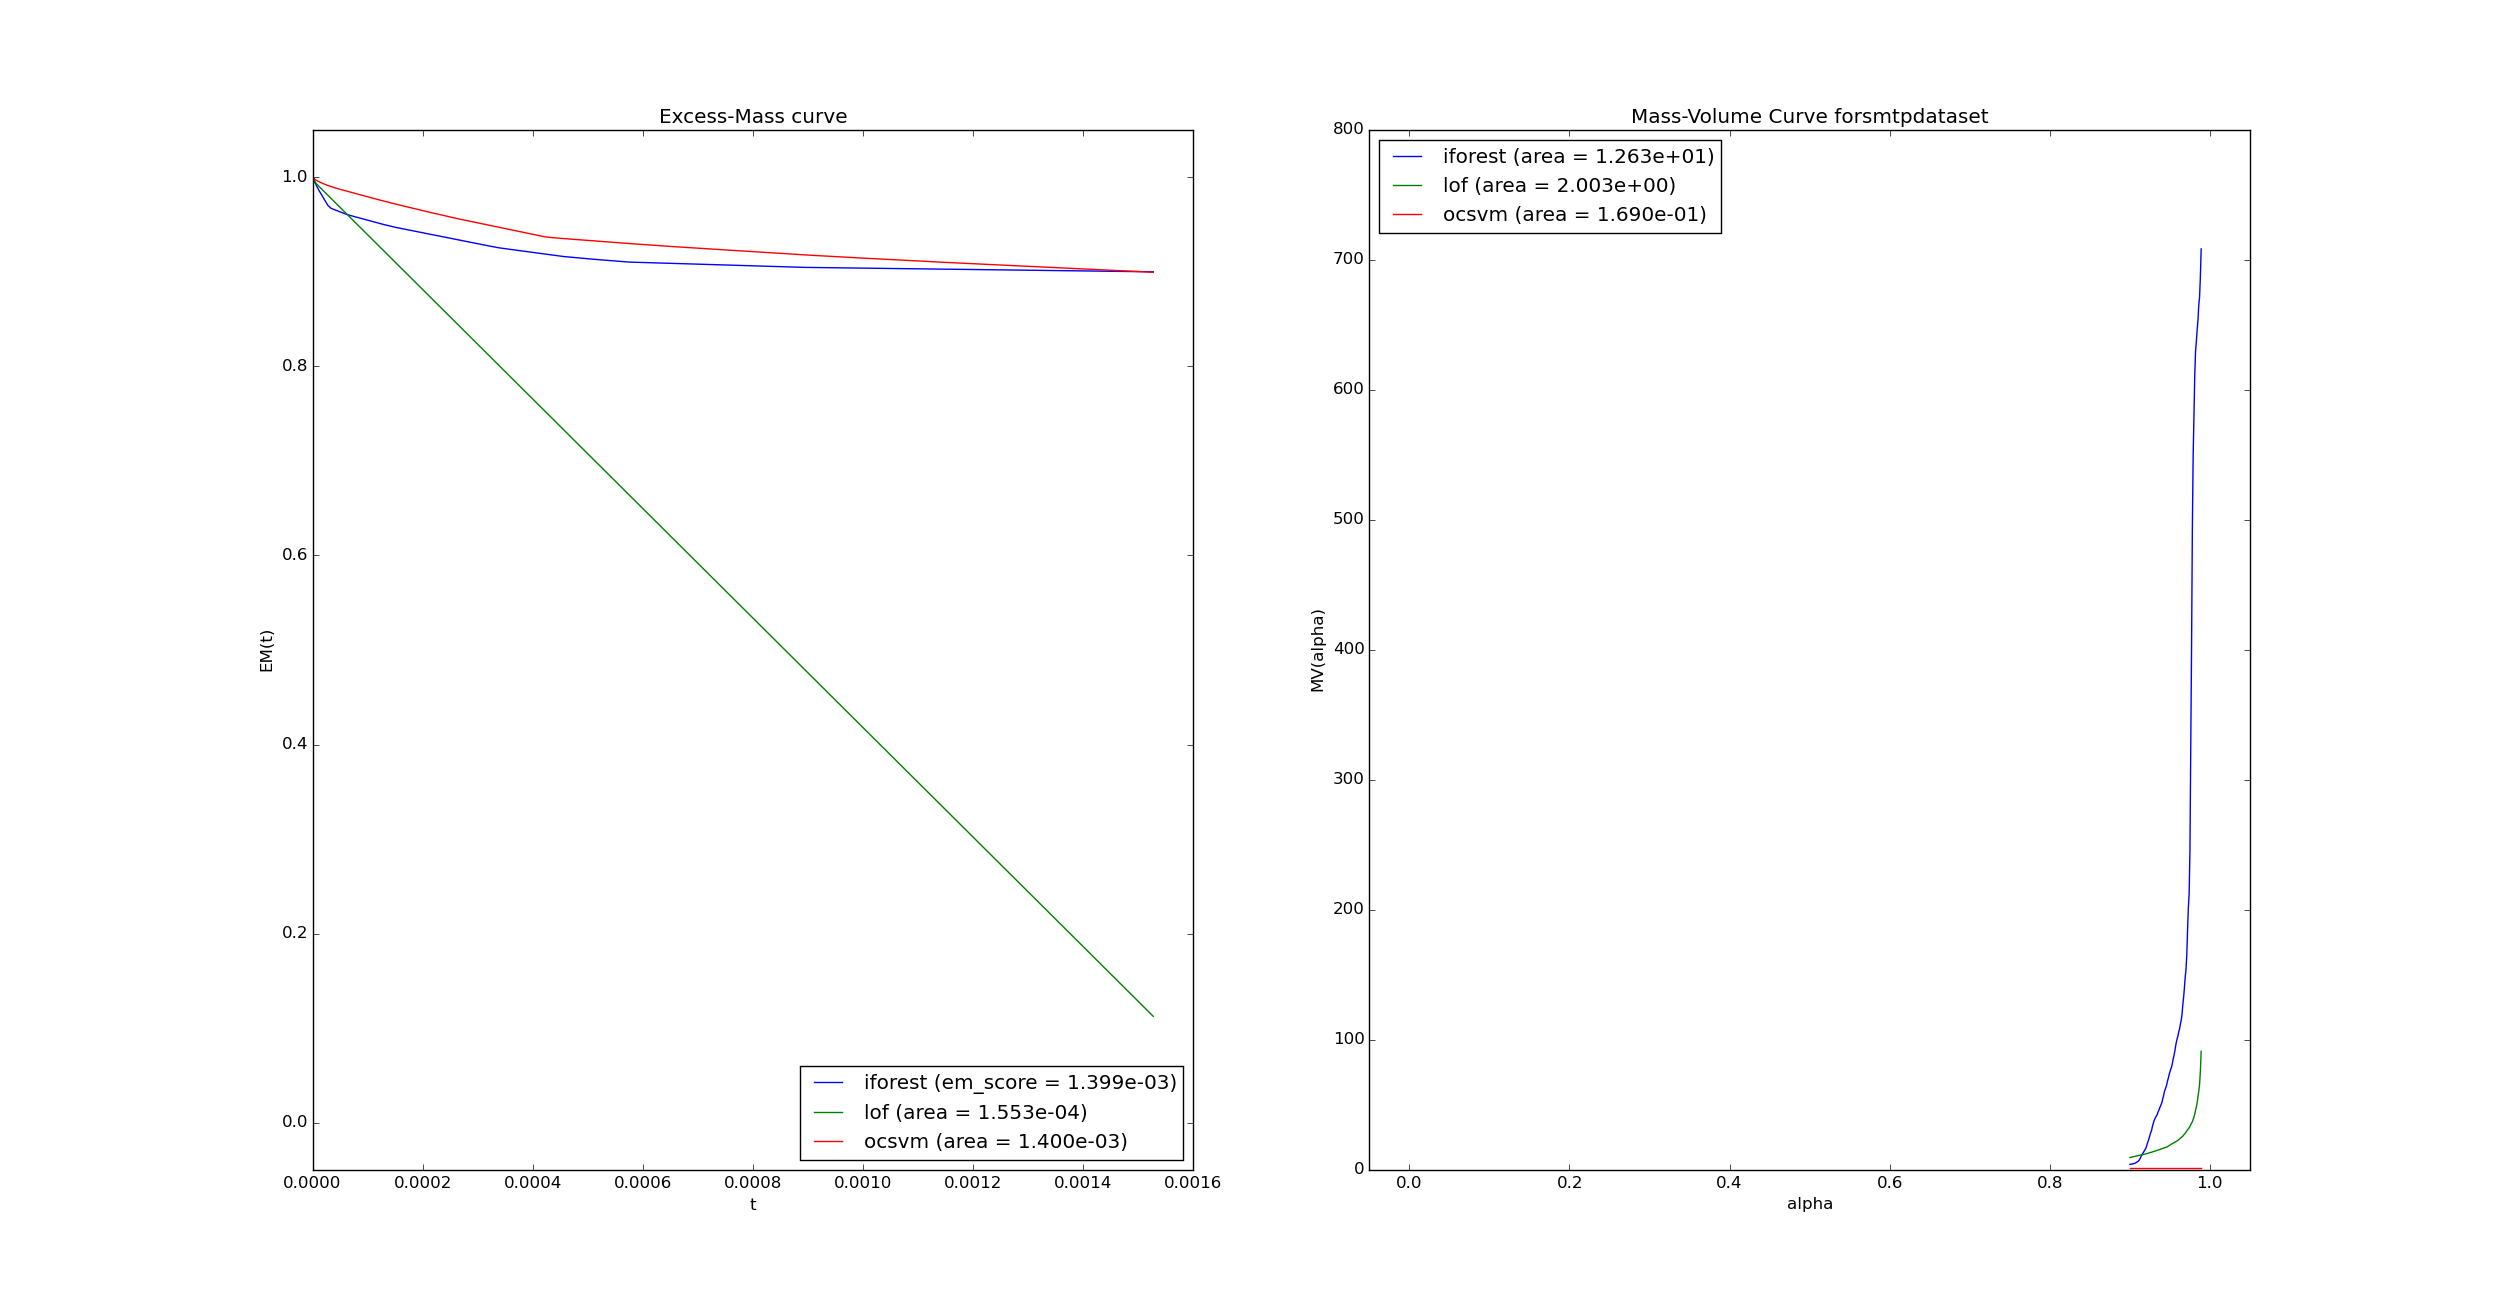 Excess-Mass curve
1.0
0.8
0.6
0.4
0.2
0.0
EM(t)
iforest (em_score = 1.399e-03)
lof (area = 1.553e-04)
ocsvm (area = 1.400e-03)
0.0000 0.0002 0.0004 0.0006 0.0008 0.0010 0.0012 0.0014 0.0016
t
Mass-Volume Curve forsmtpdataset
800
700
600
500
400
300
200
100
0
MV(alpha)
iforest (area = 1.263e+01)
lof (area = 2.003e+00)
ocsvm (area = 1.690e-01)
0.0 0.2 0.4 0.6 0.8 1.0
alpha